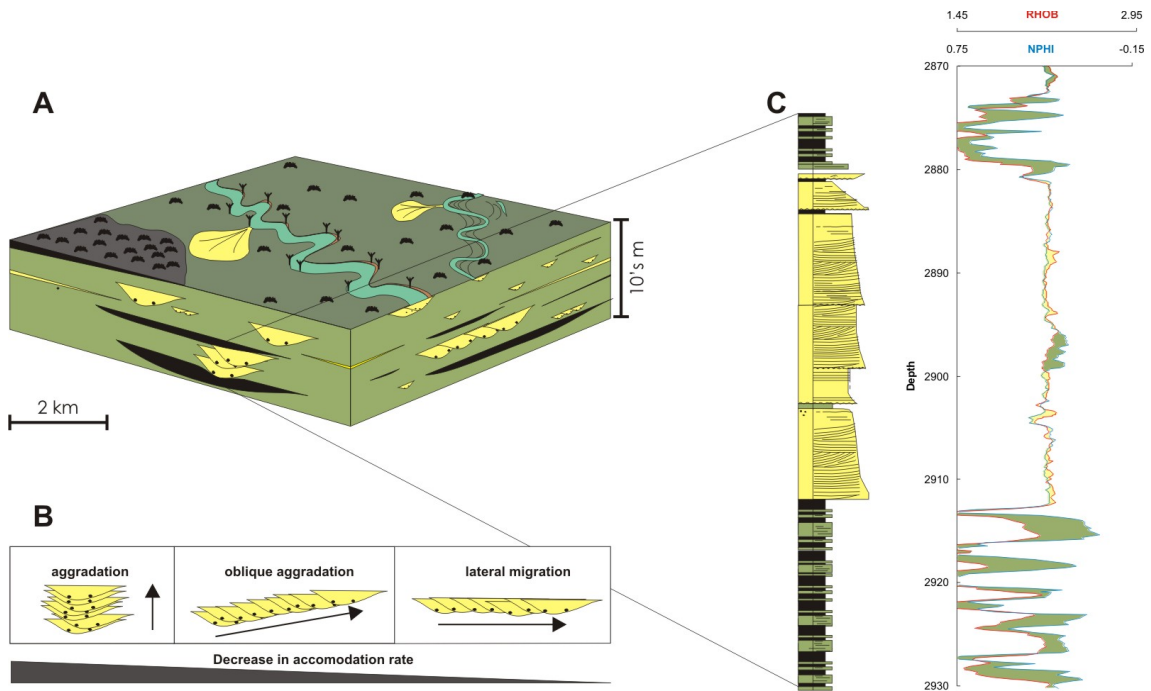 A
10's m
2 km
B
aggradation
oblique aggradation
lateral migration
Decrease in accomodation rate
C
1.45 RHOB 2.95
0.75 NPHI -0.15
Depth
2870
2880
2890
2900
2910
2920
2930